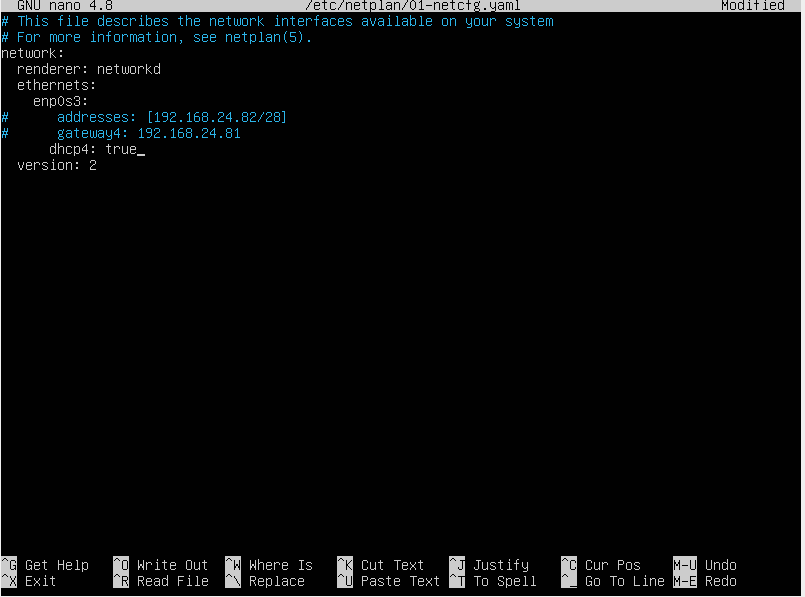 GNU nano 4.8 /etc/netplan/01-netcfg.yaml Modified
# This file describes the network interfaces available on your system
# For more information, see netplan(5).
network:
  renderer: networkd
  ethernets:
    enp0s3:
#      addresses: [192.168.24.82/28]
#      gateway4: 192.168.24.81
      dhcp4: true_
  version: 2
^G Get Help ^O Write Out ^W Where Is ^K Cut Text ^J Justify ^C Cur Pos M-U Undo
^X Exit ^R Read File ^\ Replace ^U Paste Text ^T To Spell ^_ Go To Line M-E Redo